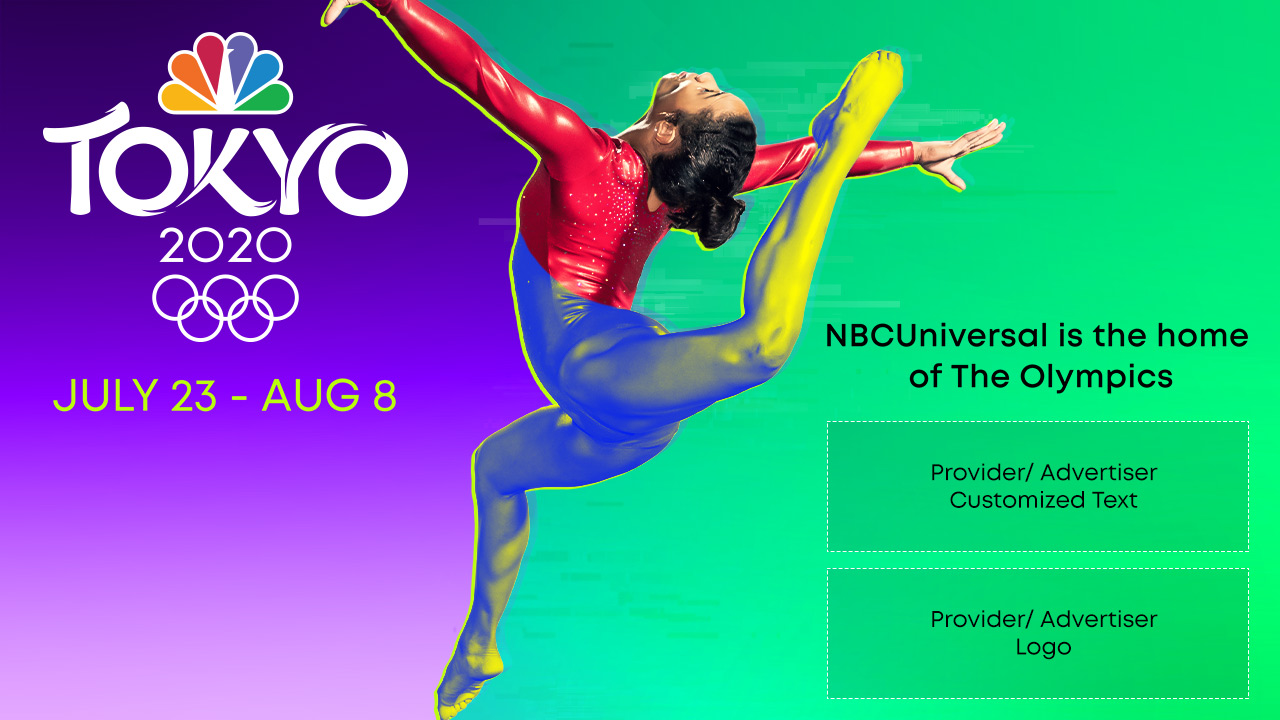 TOKYO
2020
JULY 23 - AUG 8
NBCUniversal is the home
of The Olympics
Provider/ Advertiser
Customized Text
Provider/ Advertiser
Logo